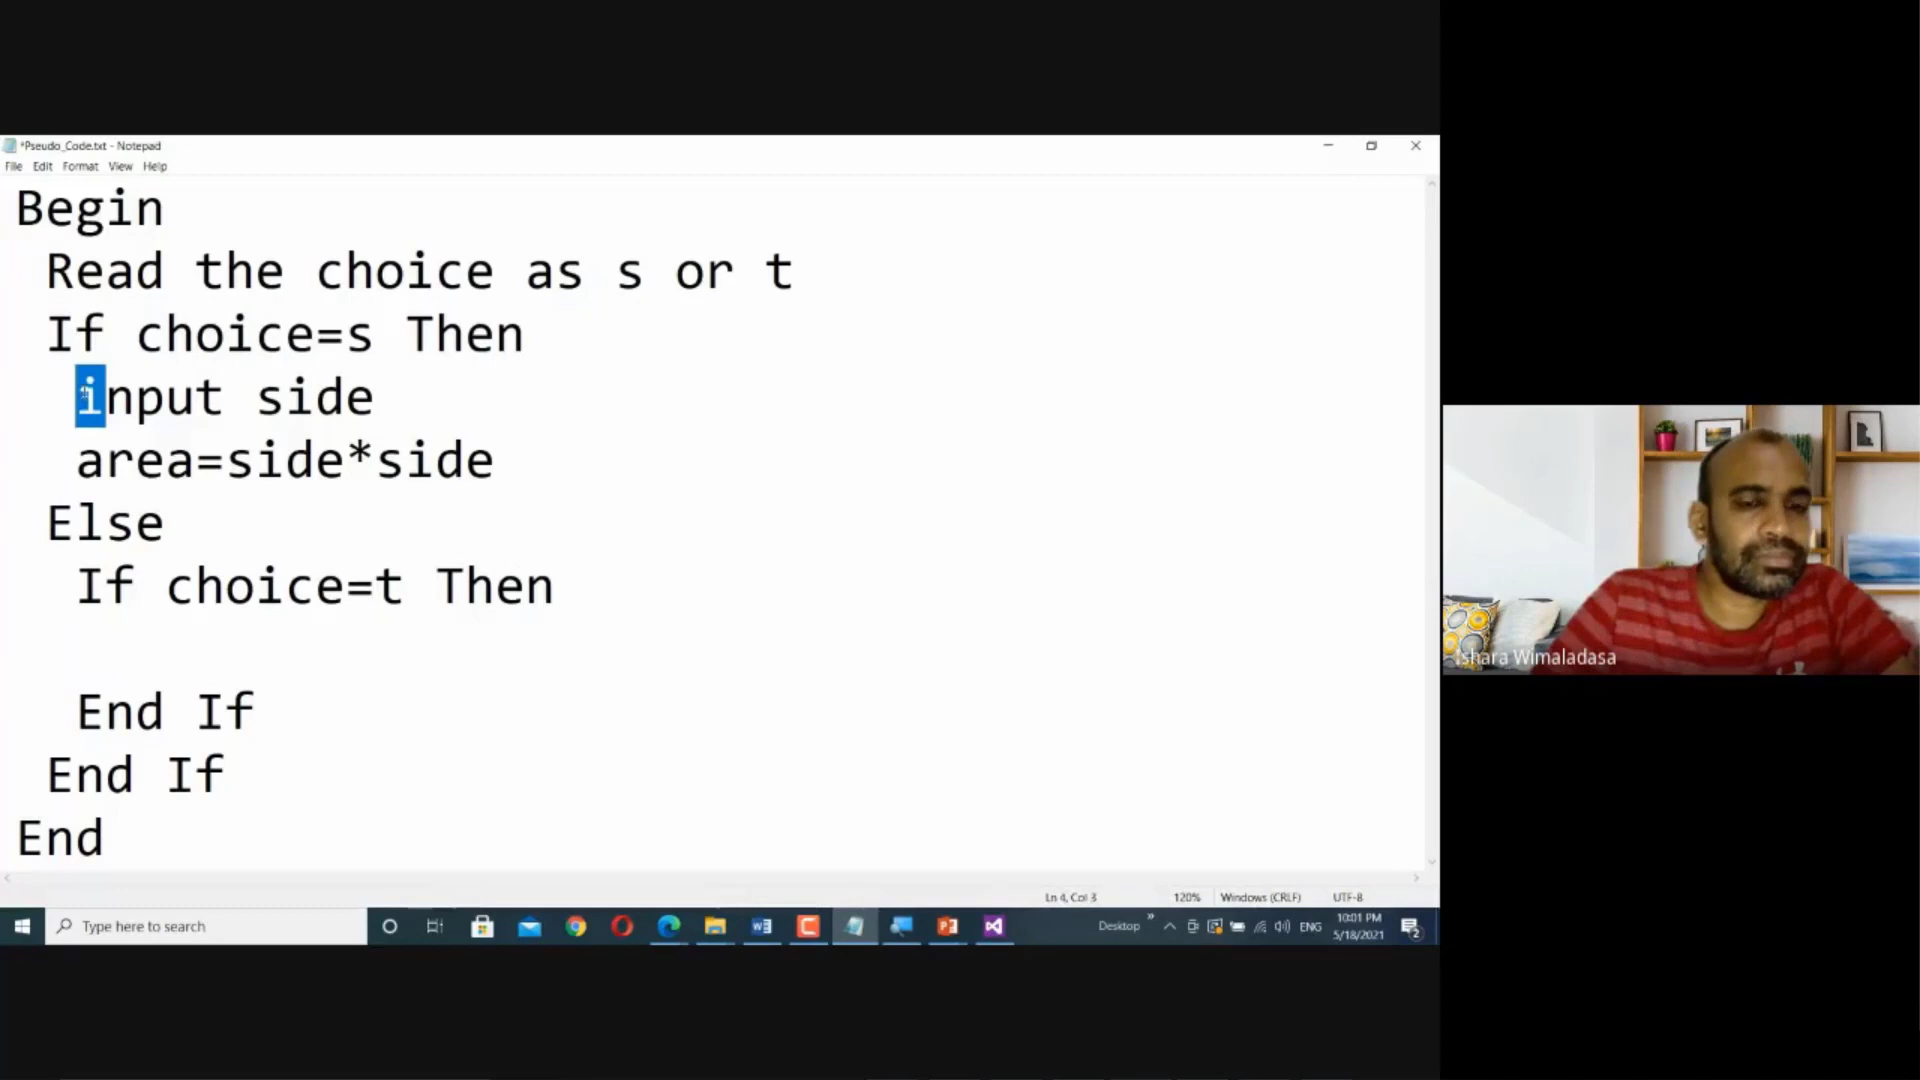 *Pseudo_Code.txt - Notepad
File Edit Format View Help
Begin
Read the choice as s or t
If choice=s Then
input side
area=side*side
Else
If choice=t Then
End If
End If
End
Ln 4, Col 3 120% Windows (CRLF) UTF-8
Type here to search
Desktop
ENG
10:01 PM
5/18/2021
2
Ishara Wimaladasa